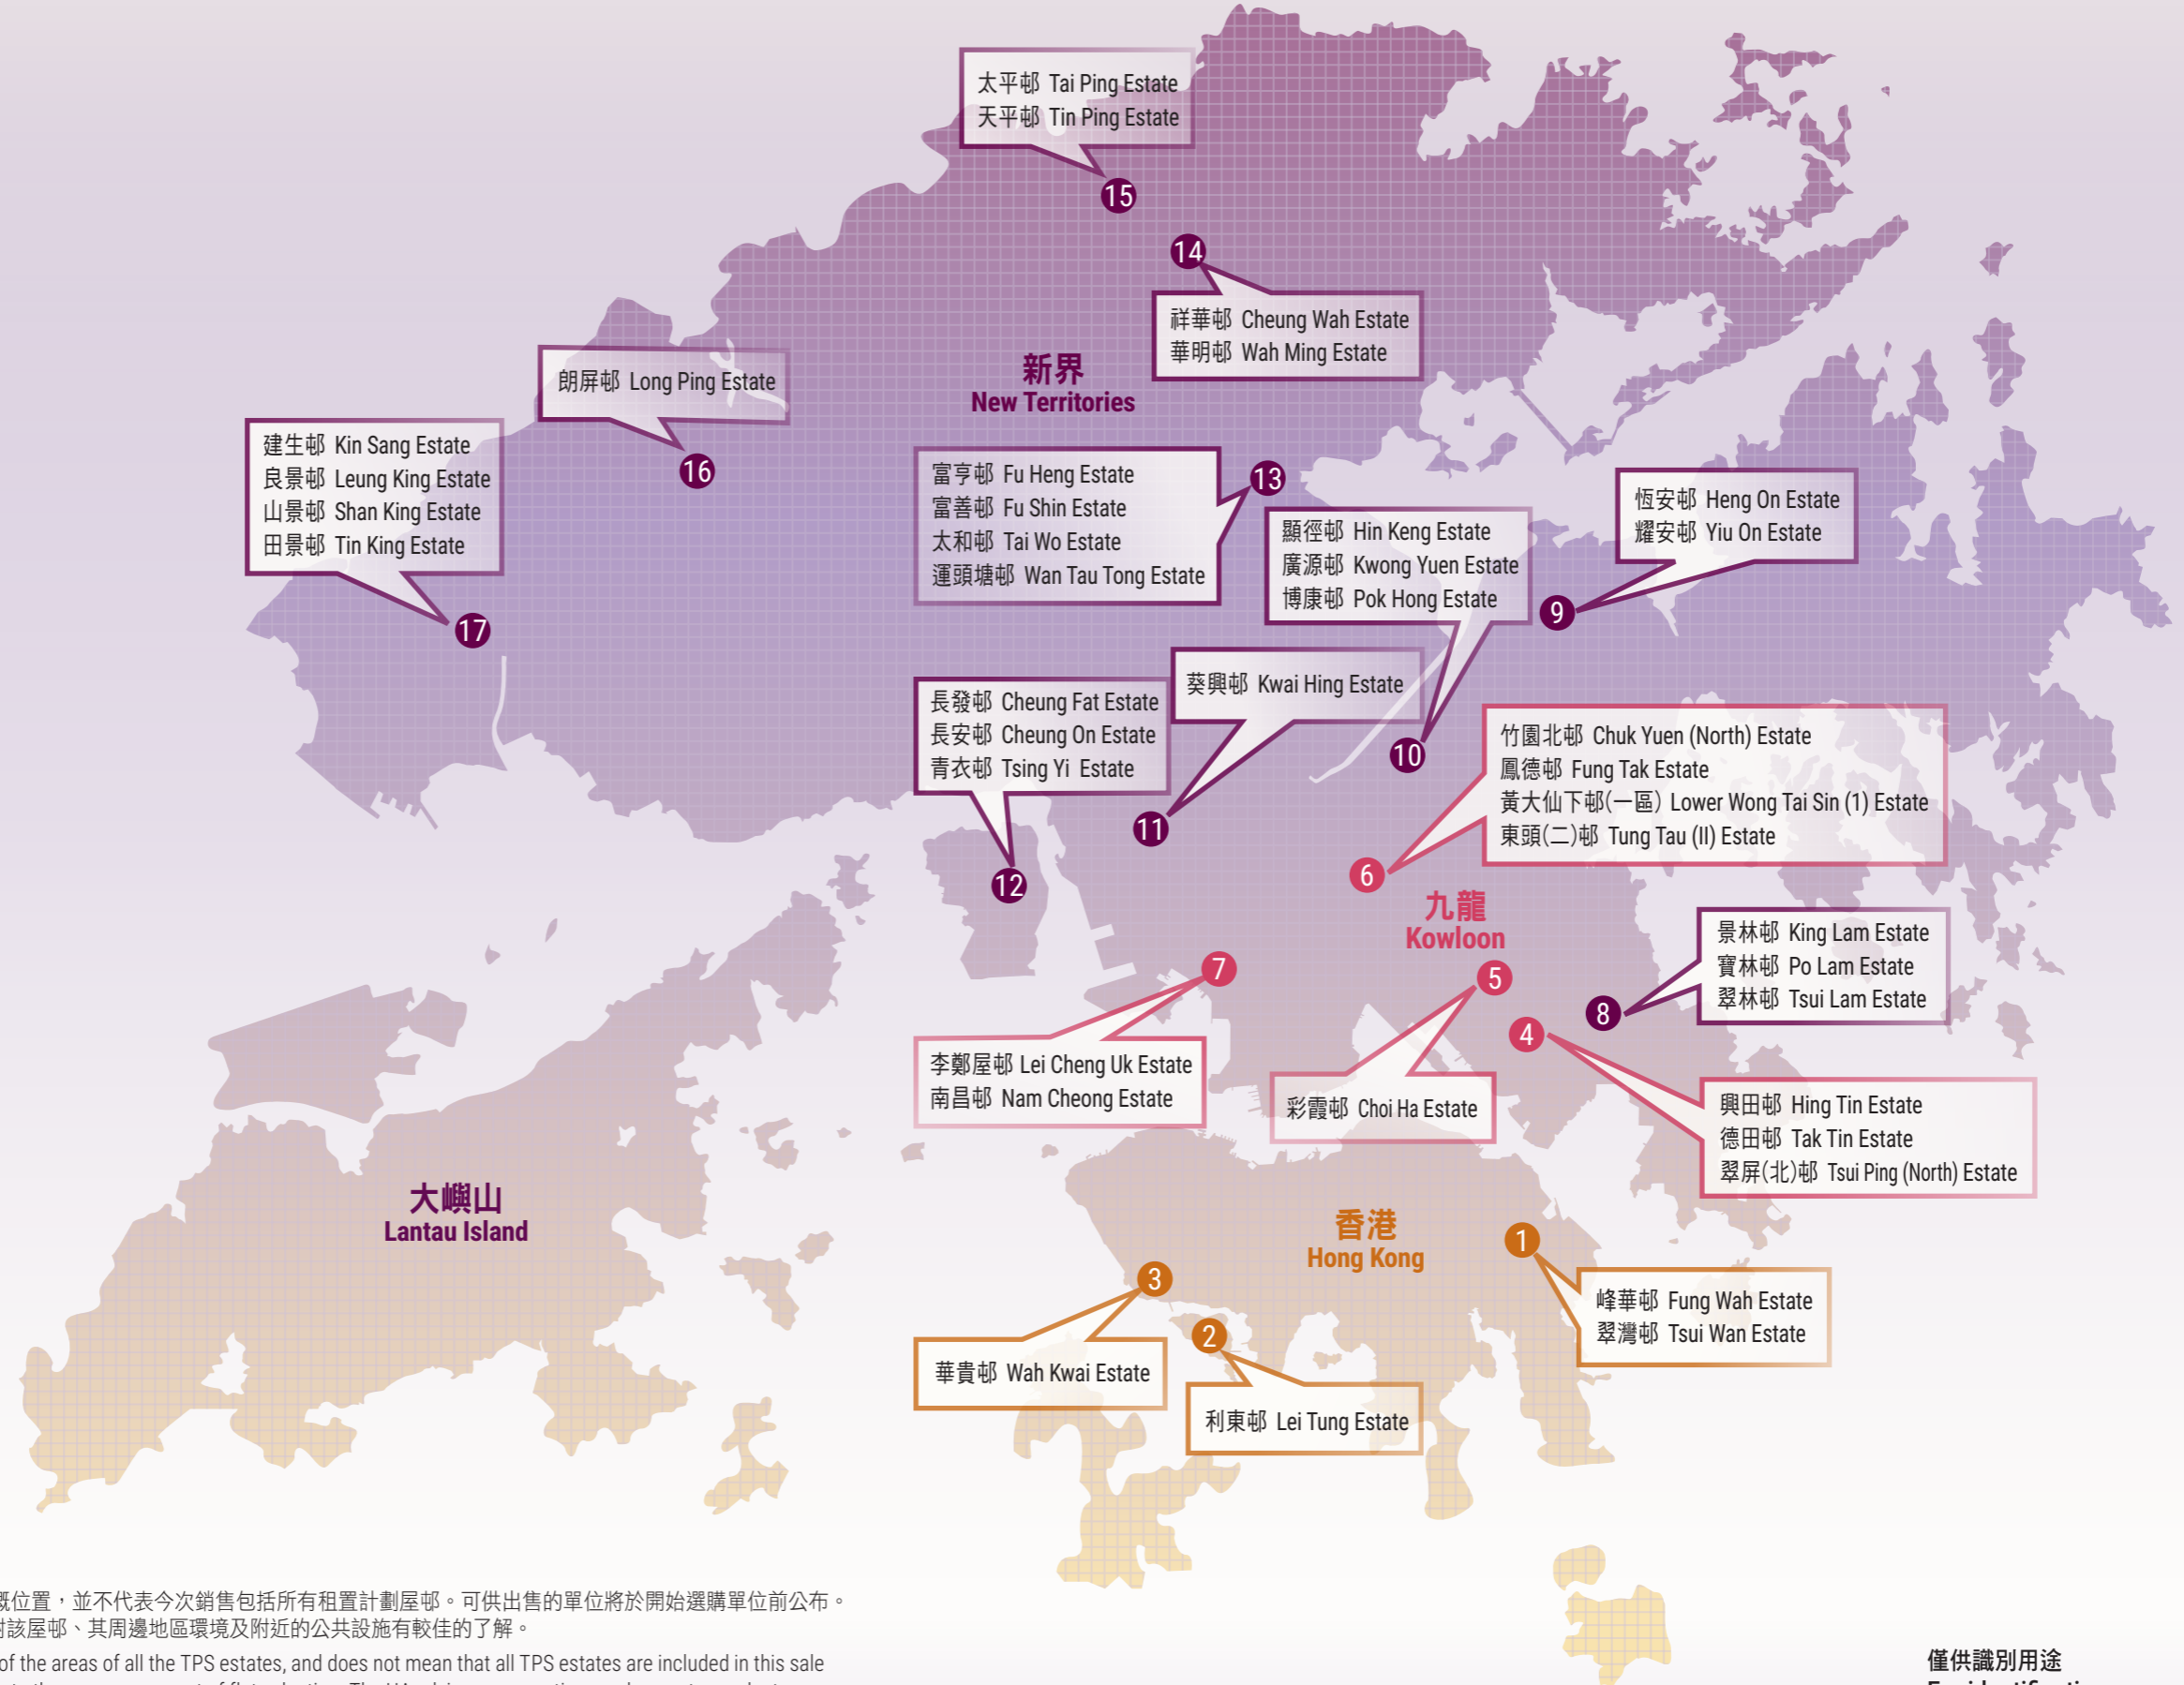 太平邨 Tai Ping Estate
天平邨 Tin Ping Estate
15
14
祥華邨 Cheung Wah Estate
華明邨 Wah Ming Estate
新界
New Territories
朗屏邨 Long Ping Estate
16
建生邨 Kin Sang Estate
良景邨 Leung King Estate
山景邨 Shan King Estate
田景邨 Tin King Estate
17
富亨邨 Fu Heng Estate
富善邨 Fu Shin Estate
太和邨 Tai Wo Estate
運頭塘邨 Wan Tau Tong Estate
13
顯徑邨 Hin Keng Estate
廣源邨 Kwong Yuen Estate
博康邨 Pok Hong Estate
10
恆安邨 Heng On Estate
耀安邨 Yiu On Estate
9
葵興邨 Kwai Hing Estate
11
長發邨 Cheung Fat Estate
長安邨 Cheung On Estate
青衣邨 Tsing Yi Estate
12
竹園北邨 Chuk Yuen (North) Estate
鳳德邨 Fung Tak Estate
黃大仙下邨(一區) Lower Wong Tai Sin (1) Estate
東頭(二)邨 Tung Tau (II) Estate
6
九龍
Kowloon
景林邨 King Lam Estate
寶林邨 Po Lam Estate
翠林邨 Tsui Lam Estate
8
7
李鄭屋邨 Lei Cheng Uk Estate
南昌邨 Nam Cheong Estate
5
彩霞邨 Choi Ha Estate
4
興田邨 Hing Tin Estate
德田邨 Tak Tin Estate
翠屏(北)邨 Tsui Ping (North) Estate
大嶼山
Lantau Island
香港
Hong Kong
1
峰華邨 Fung Wah Estate
翠灣邨 Tsui Wan Estate
3
華貴邨 Wah Kwai Estate
2
利東邨 Lei Tung Estate
位置，並不代表今次銷售包括所有租置計劃屋邨。可供出售的單位將於開始選購單位前公布。
該屋邨、其周邊地區環境及附近的公共設施有較佳的了解。
of the areas of all the TPS estates, and does not mean that all TPS estates are included in this sale
僅供識別用途